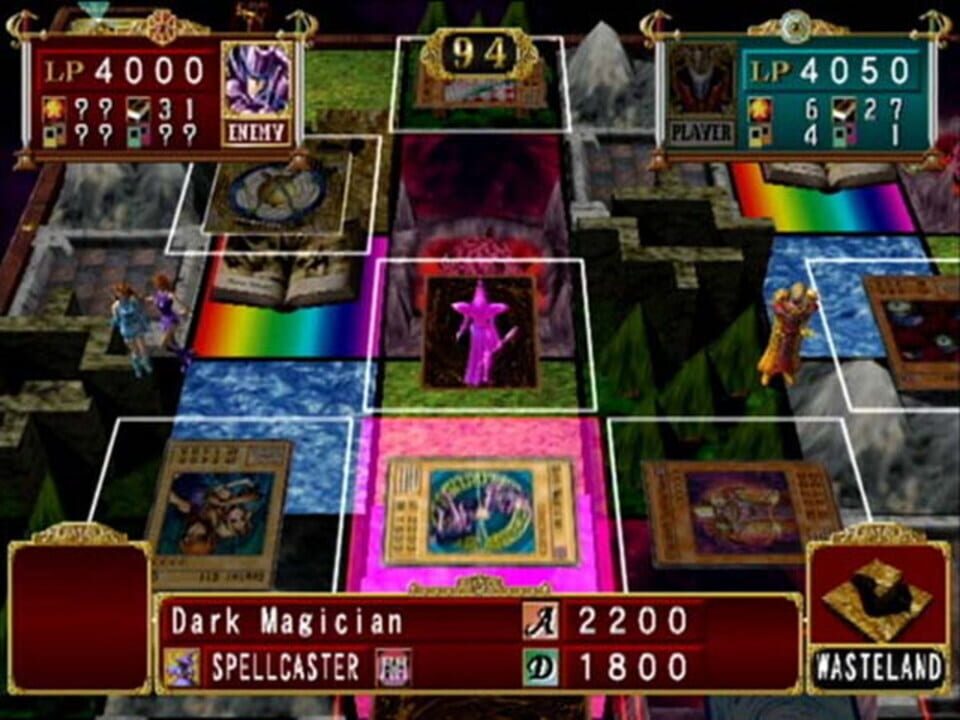 94
LP 4000
?? 31
?? ??
ENEMY
LP 4050
6 27
4 1
PLAYER
Dark Magician A 2200
SPELLCASTER D 1800
WASTELAND